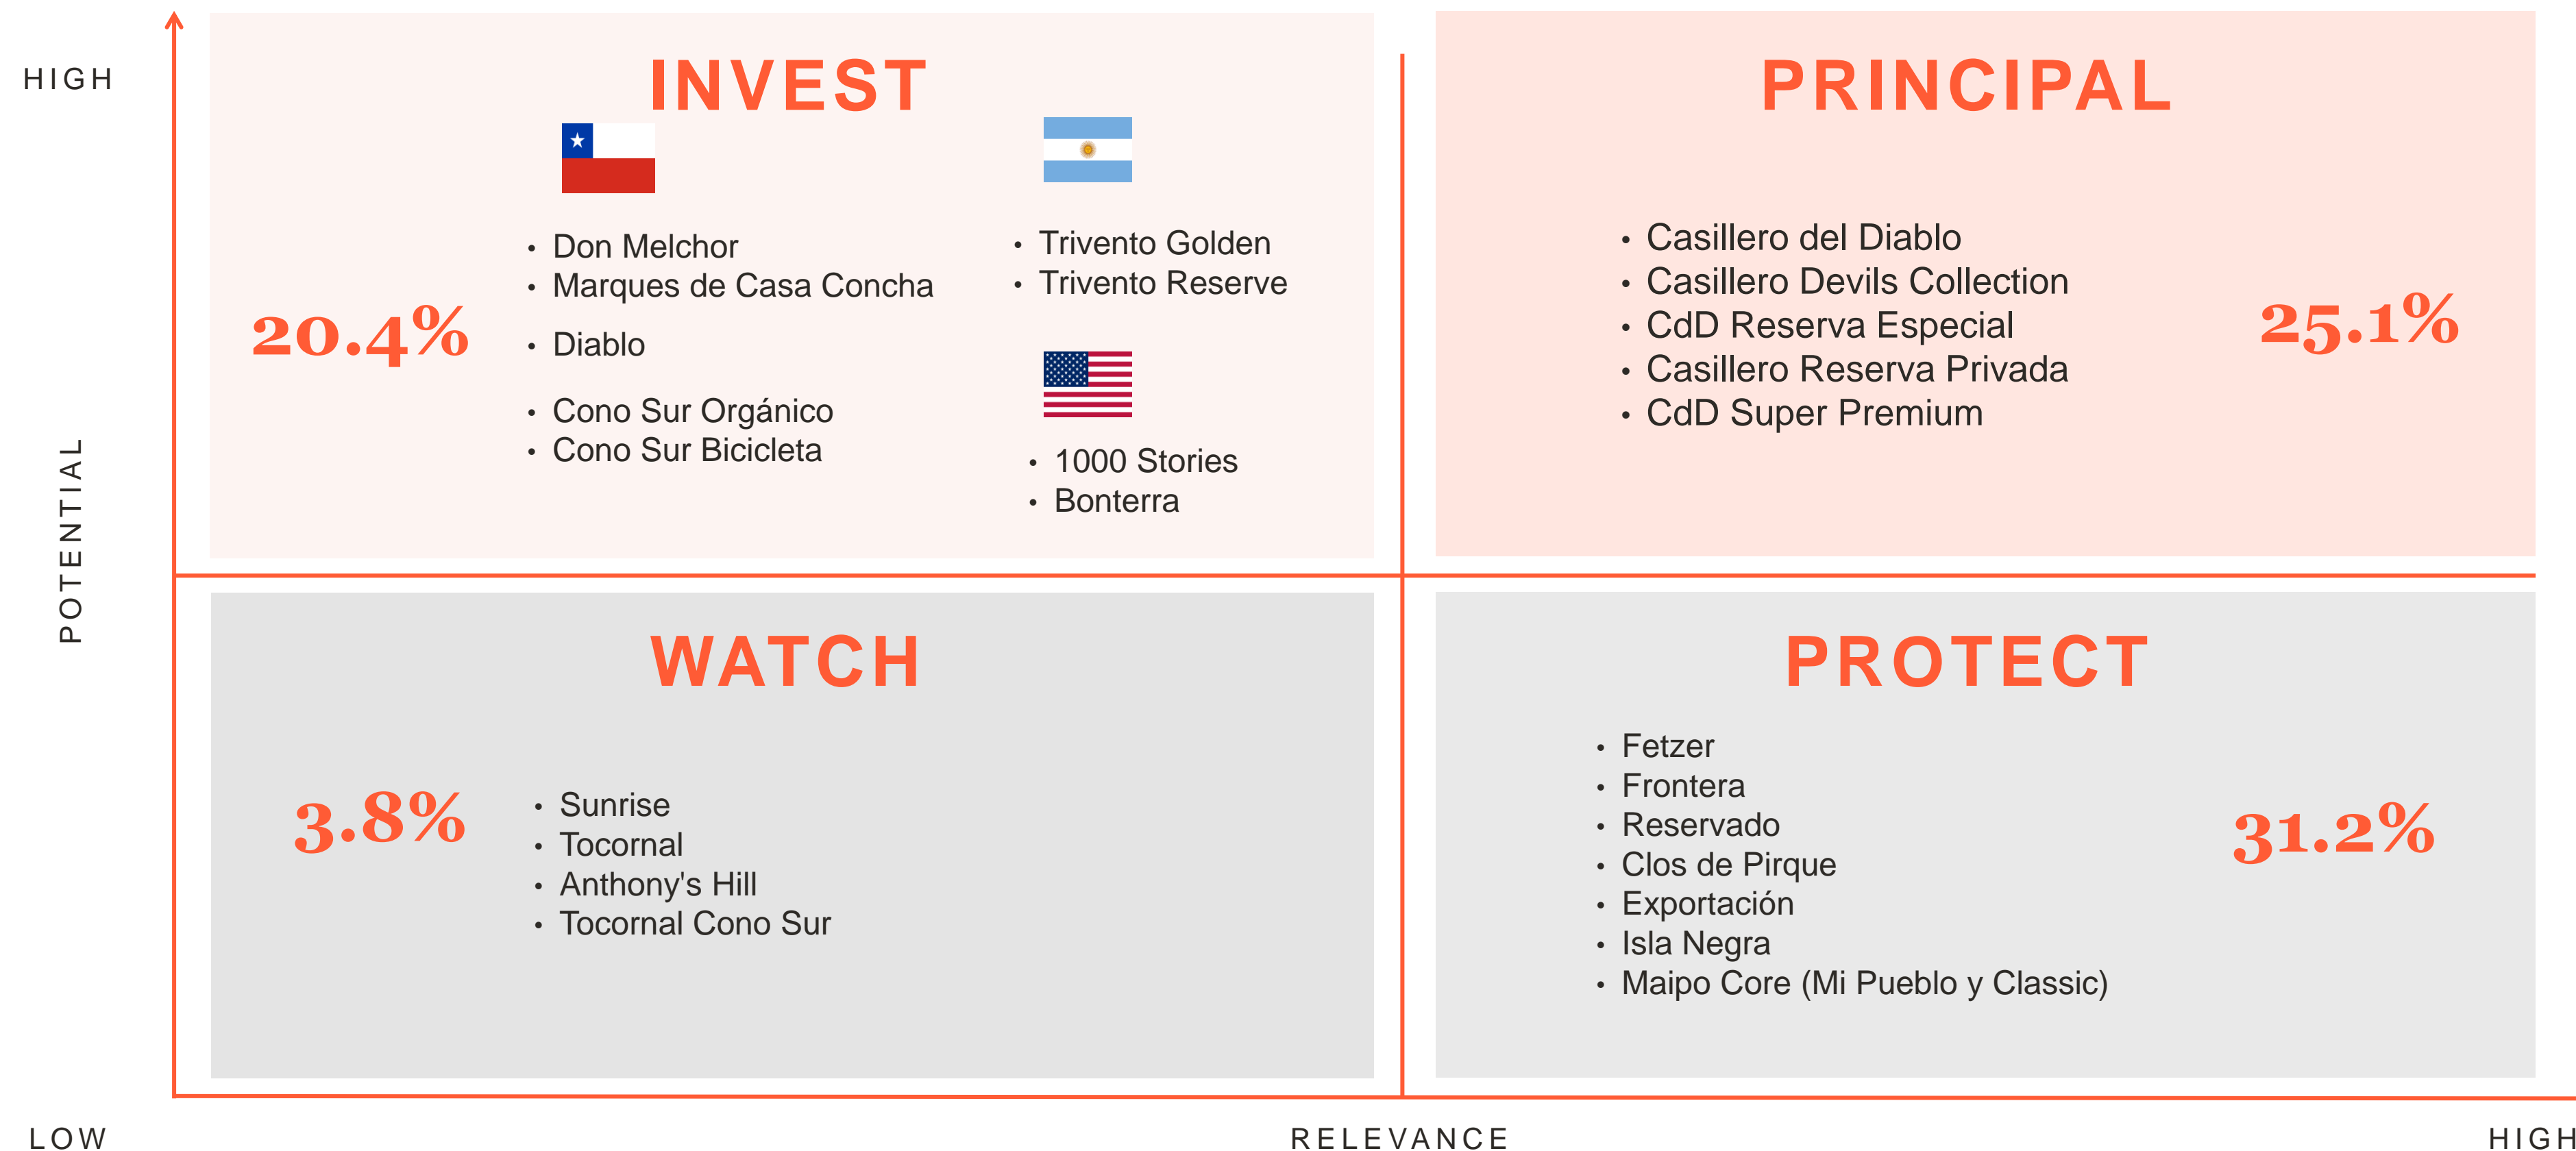 HIGH
POTENTIAL
INVEST
20.4%
• Don Melchor
• Marques de Casa Concha
• Diablo
• Cono Sur Orgánico
• Cono Sur Bicicleta
• Trivento Golden
• Trivento Reserve
• 1000 Stories
• Bonterra
PRINCIPAL
• Casillero del Diablo
• Casillero Devils Collection
• CdD Reserva Especial
• Casillero Reserva Privada
• CdD Super Premium
25.1%
WATCH
3.8%
• Sunrise
• Tocornal
• Anthony's Hill
• Tocornal Cono Sur
PROTECT
• Fetzer
• Frontera
• Reservado
• Clos de Pirque
• Exportación
• Isla Negra
• Maipo Core (Mi Pueblo y Classic)
31.2%
LOW
RELEVANCE
HIGH